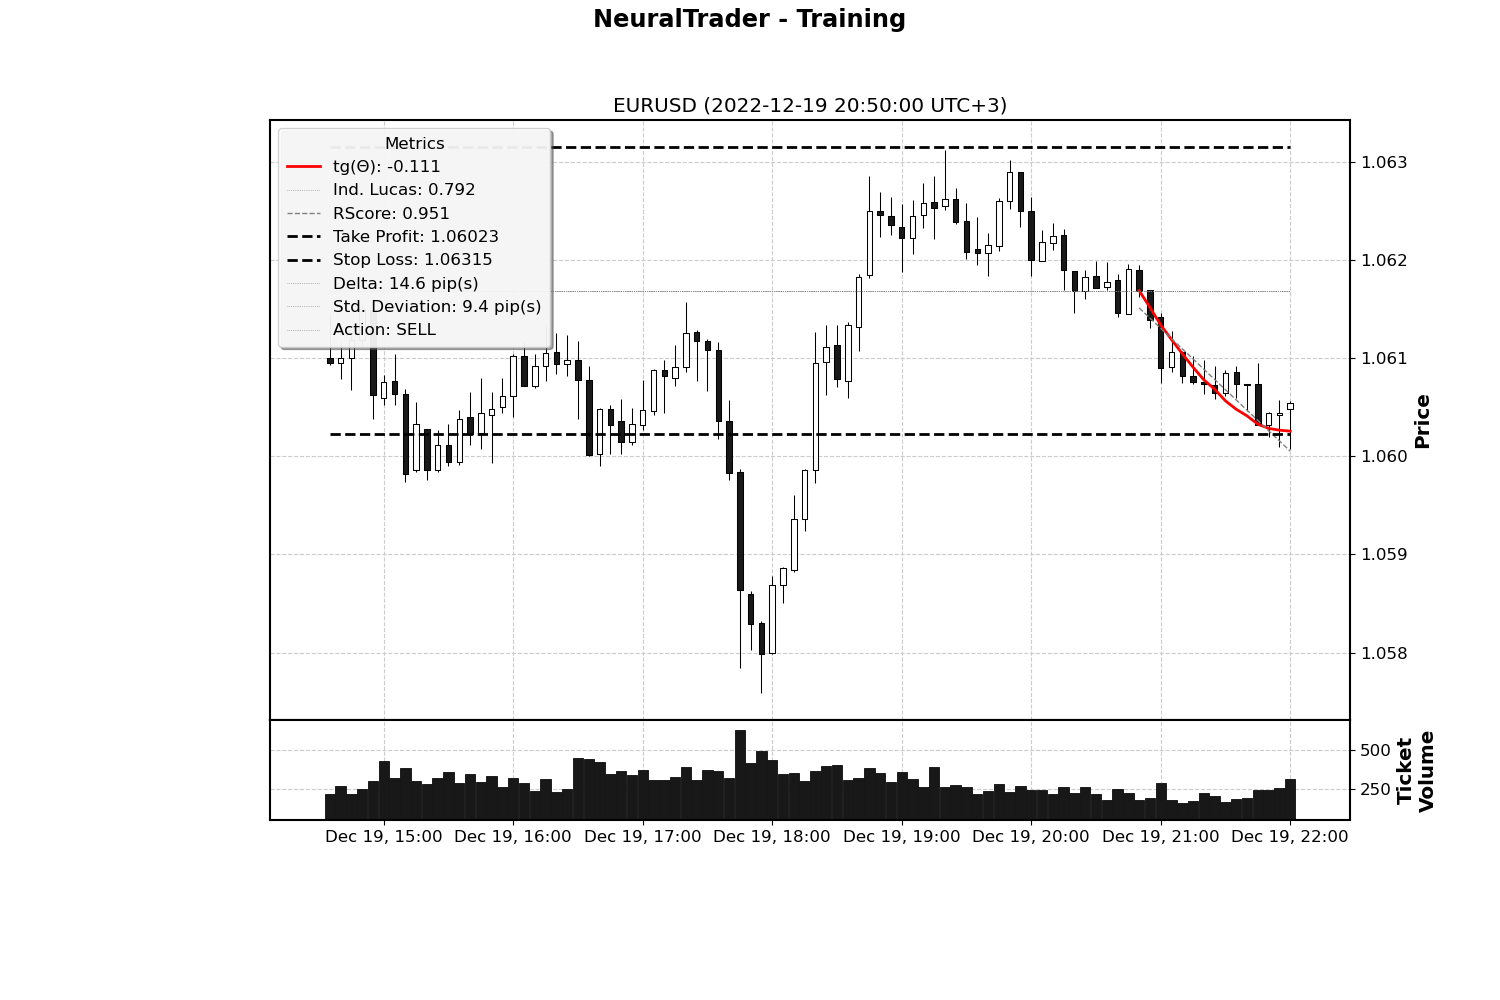 NeuralTrader - Training
EURUSD (2022-12-19 20:50:00 UTC+3)
Metrics
tg(Θ): -0.111
Ind. Lucas: 0.792
RScore: 0.951
Take Profit: 1.06023
Stop Loss: 1.06315
Delta: 14.6 pip(s)
Std. Deviation: 9.4 pip(s)
Action: SELL
1.063
1.062
1.061
1.060
1.059
1.058
Price
500
250
Ticket
Volume
Dec 19, 15:00
Dec 19, 16:00
Dec 19, 17:00
Dec 19, 18:00
Dec 19, 19:00
Dec 19, 20:00
Dec 19, 21:00
Dec 19, 22:00